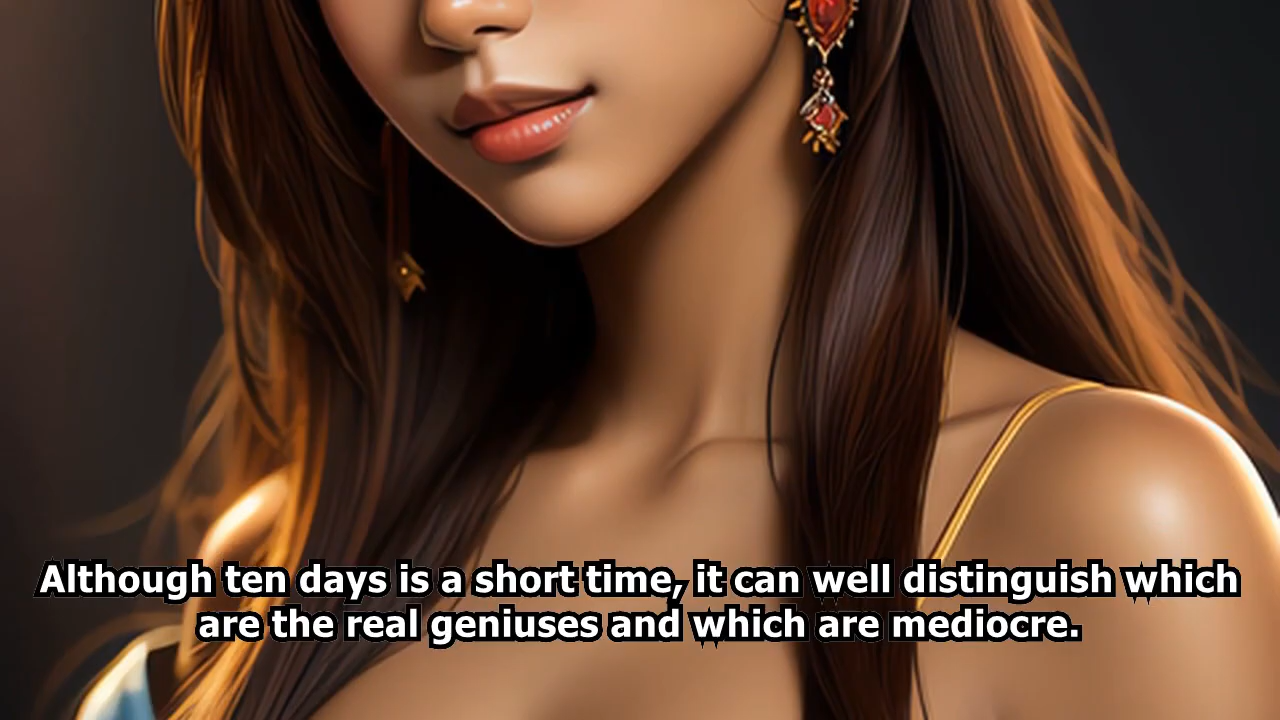 Although ten days is a short time, it can well distinguish which
are the real geniuses and which are mediocre.